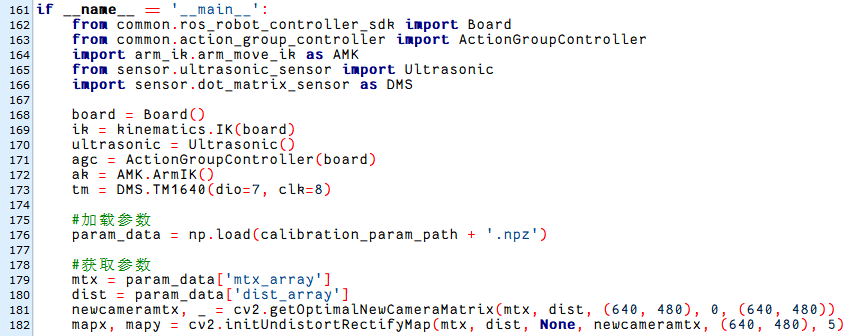 161 if __name__ == '__main__':
162     from common.ros_robot_controller_sdk import Board
163     from common.action_group_controller import ActionGroupController
164     import arm_ik.arm_move_ik as AMK
165     from sensor.ultrasonic_sensor import Ultrasonic
166     import sensor.dot_matrix_sensor as DMS
167
168     board = Board()
169     ik = kinematics.IK(board)
170     ultrasonic = Ultrasonic()
171     agc = ActionGroupController(board)
172     ak = AMK.ArmIK()
173     tm = DMS.TM1640(dio=7, clk=8)
174
175     #加载参数
176     param_data = np.load(calibration_param_path + '.npz')
177
178     #获取参数
179     mtx = param_data['mtx_array']
180     dist = param_data['dist_array']
181     newcameramtx, _ = cv2.getOptimalNewCameraMatrix(mtx, dist, (640, 480), 0, (640, 480))
182     mapx, mapy = cv2.initUndistortRectifyMap(mtx, dist, None, newcameramtx, (640, 480), 5)